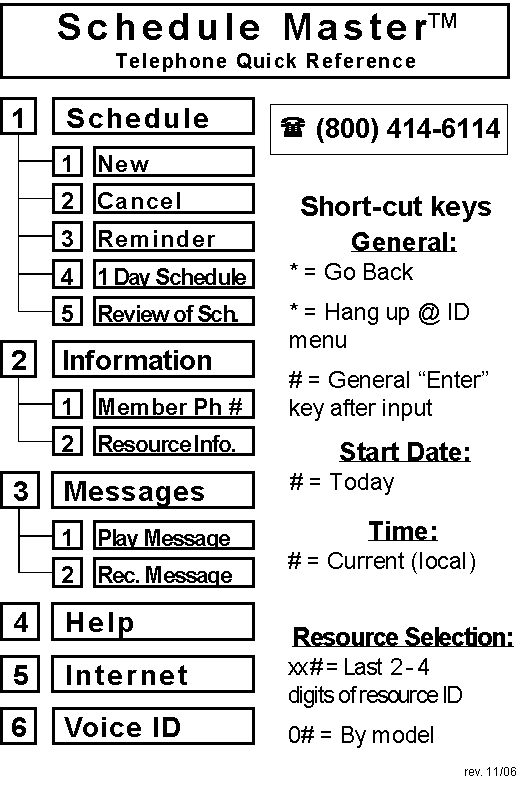 Schedule Master™
Telephone Quick Reference
1 Schedule
1 New
2 Cancel
3 Reminder
4 1 Day Schedule
5 Review of Sch.
2 Information
1 Member Ph #
2 Resource Info.
3 Messages
1 Play Message
2 Rec. Message
4 Help
5 Internet
6 Voice ID
☎ (800) 414-6114
Short-cut keys
General:
* = Go Back
* = Hang up @ ID
menu
# = General “Enter”
key after input
Start Date:
# = Today
Time:
# = Current (local)
Resource Selection:
xx# = Last 2 - 4
digits of resource ID
0# = By model
rev. 11/06